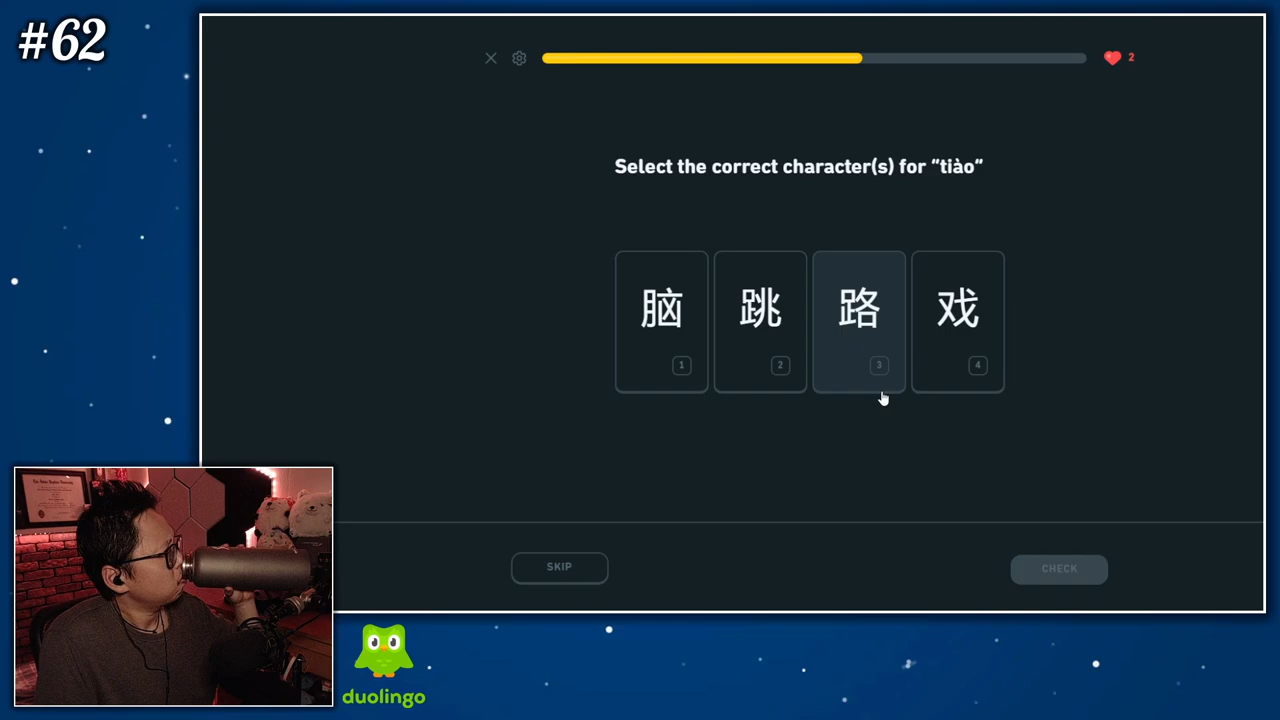 #62
2
Select the correct character(s) for “tiào”
脑 跳 路 戏
1 2 3 4
SKIP
CHECK
duolingo